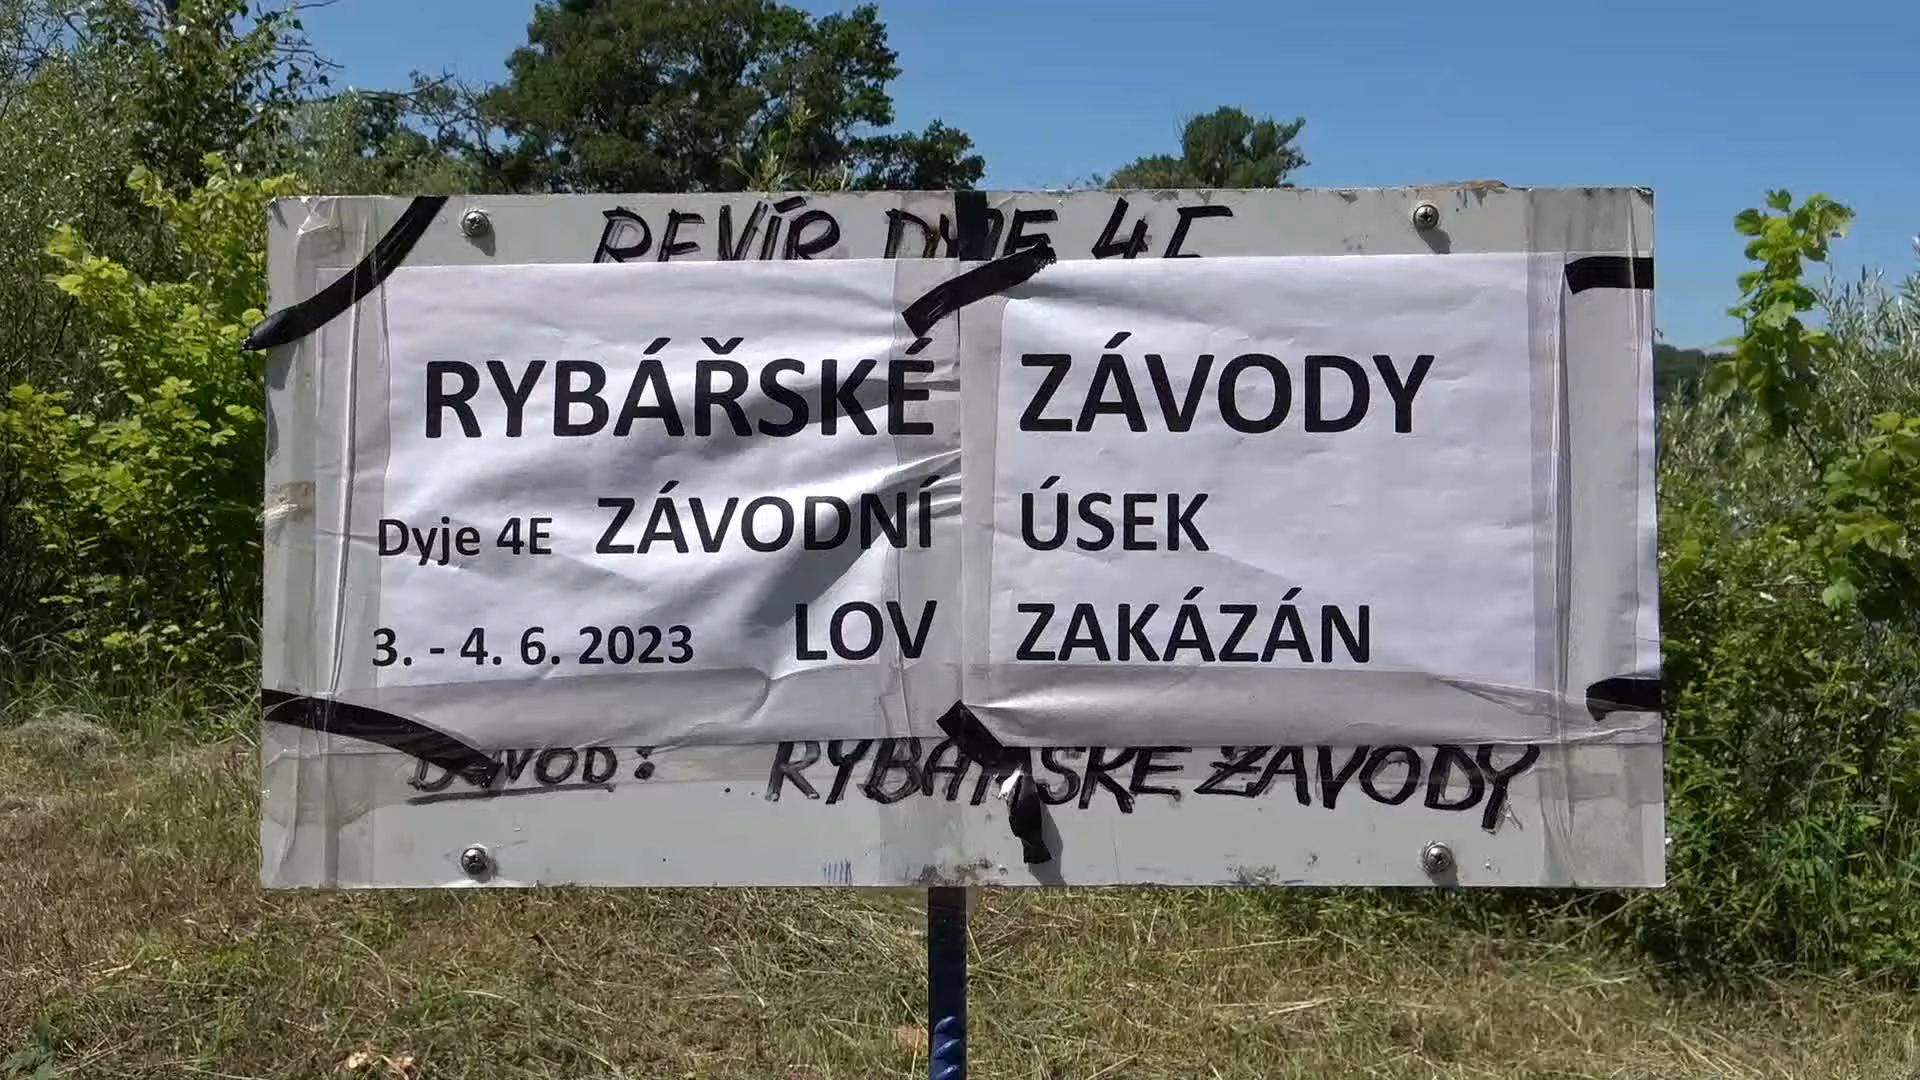 REVÍR DYJE 4E
RYBÁŘSKÉ ZÁVODY
Dyje 4E ZÁVODNÍ ÚSEK
3. - 4. 6. 2023 LOV ZAKÁZÁN
DŮVOD: RYBÁŘSKÉ ZÁVODY